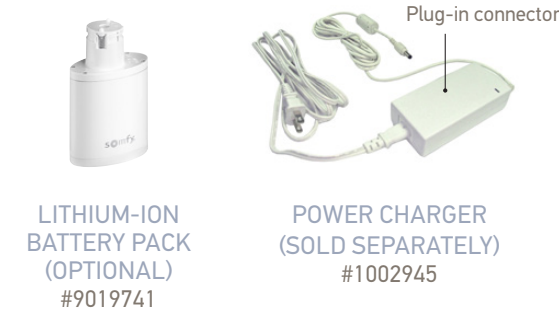 Plug-in connector
somfy.
LITHIUM-ION
BATTERY PACK
(OPTIONAL)
#9019741
POWER CHARGER
(SOLD SEPARATELY)
#1002945